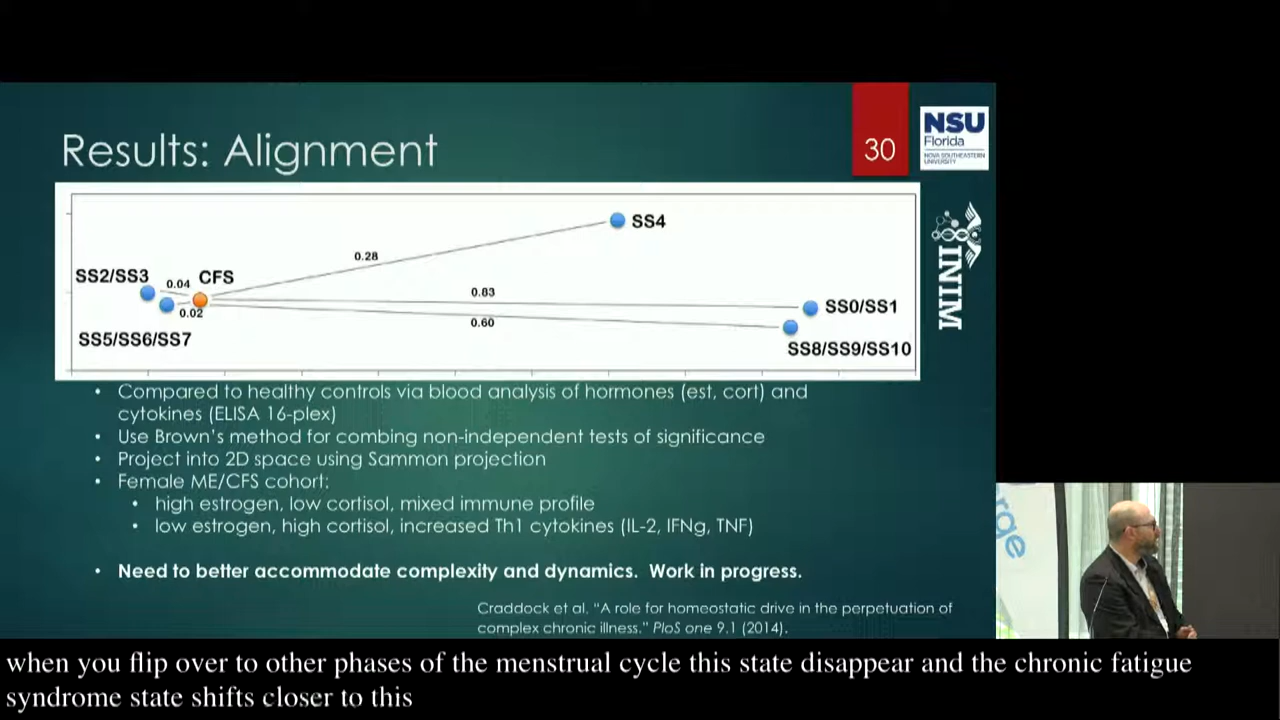 Results: Alignment
30
NSU
Florida
NOVA SOUTHEASTERN
UNIVERSITY
INIM
SS4
0.28
SS2/SS3
0.04
CFS
0.83
SS0/SS1
0.02
0.60
SS5/SS6/SS7
SS8/SS9/SS10
• Compared to healthy controls via blood analysis of hormones (est, cort) and
cytokines (ELISA 16-plex)
• Use Brown's method for combing non-independent tests of significance
• Project into 2D space using Sammon projection
• Female ME/CFS cohort:
• high estrogen, low cortisol, mixed immune profile
• low estrogen, high cortisol, increased Th1 cytokines (IL-2, IFNg, TNF)
• Need to better accommodate complexity and dynamics. Work in progress.
Craddock et al. "A role for homeostatic drive in the perpetuation of
complex chronic illness." PloS one 9.1 (2014).
when you flip over to other phases of the menstrual cycle this state disappear and the chronic fatigue
syndrome state shifts closer to this